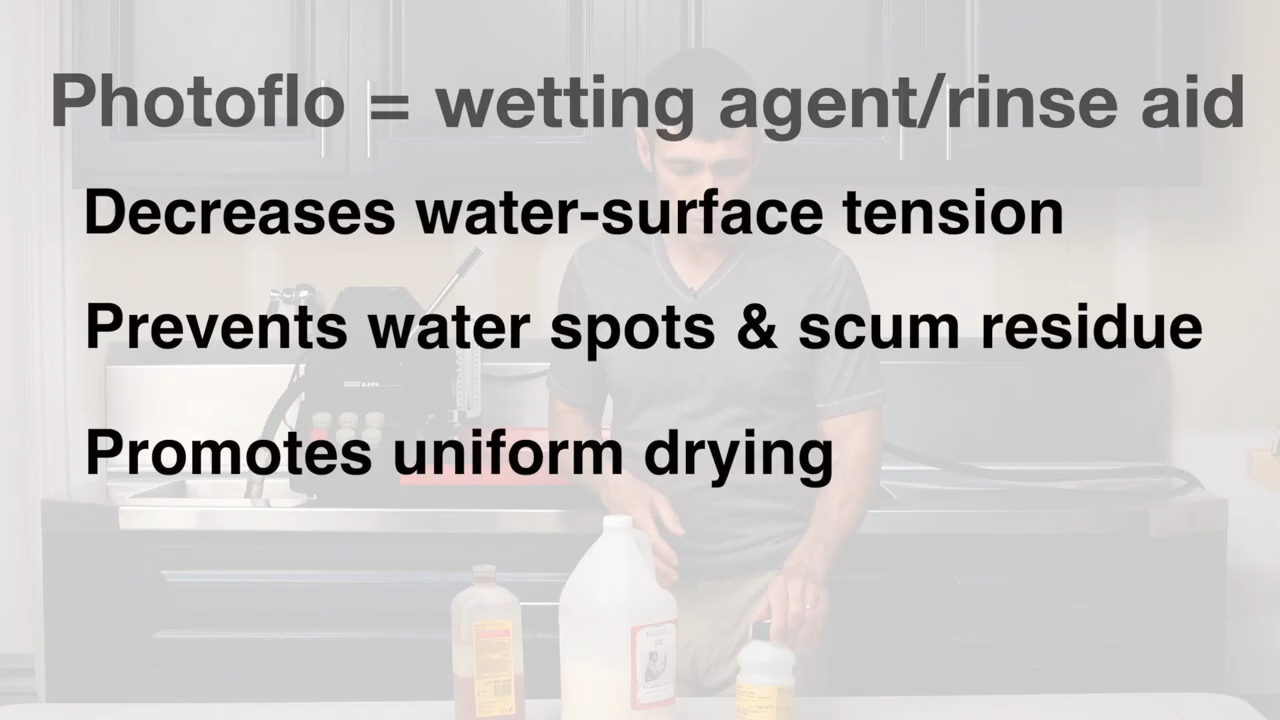 Photoflo = wetting agent/rinse aid
Decreases water-surface tension
Prevents water spots & scum residue
Promotes uniform drying